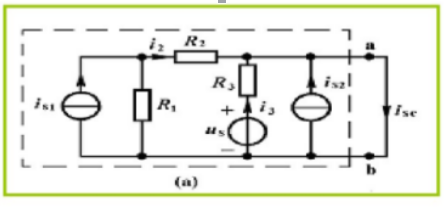 i₂ R₂ a
R₃ iₛ₂
iₛ₁ R₁ + i₃ iₛc
uₛ
− b
(a)